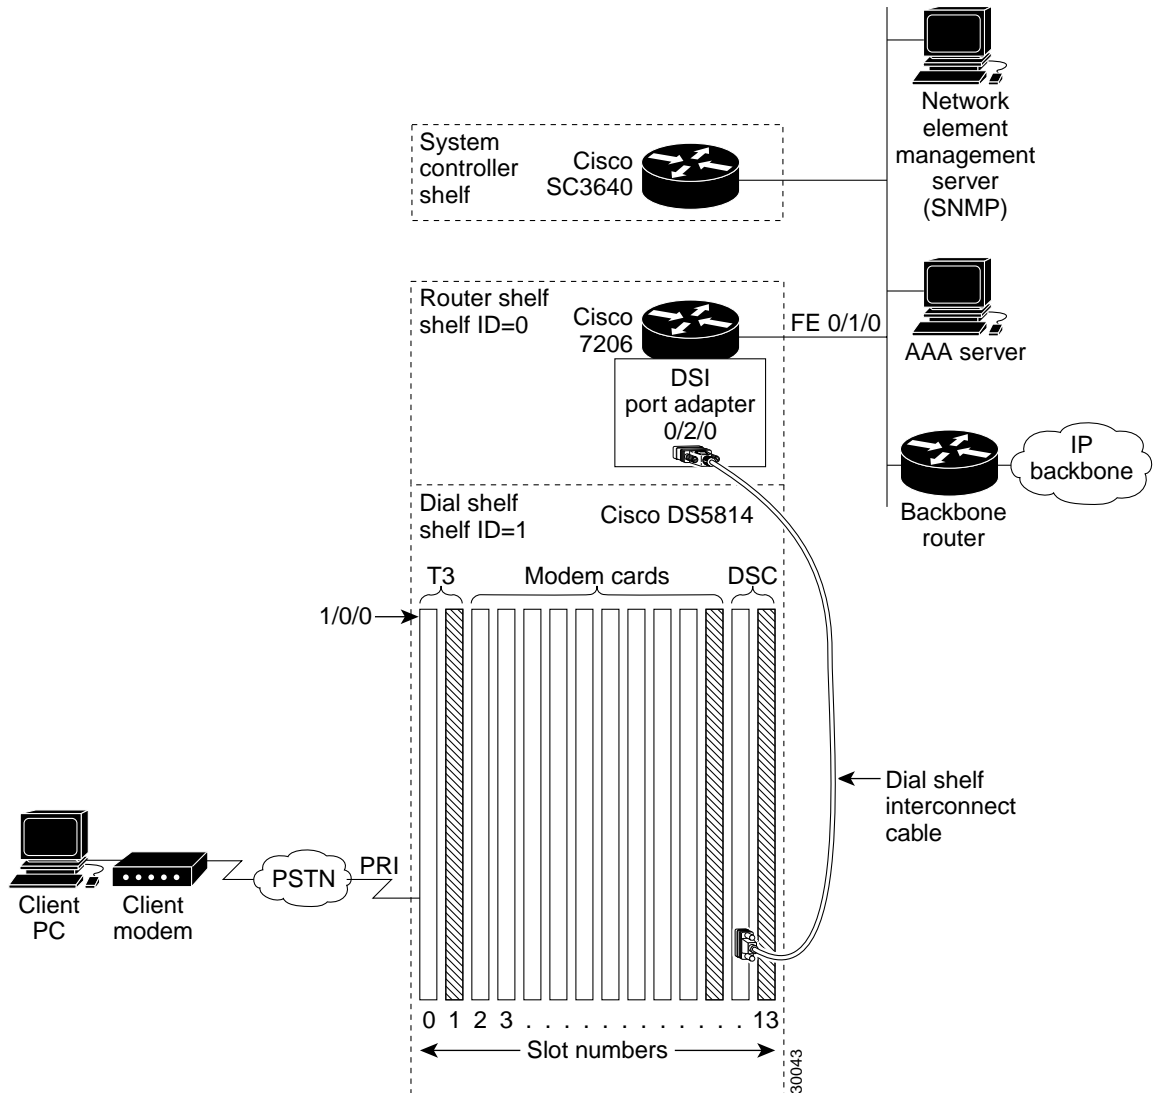 Network
element
management
server
(SNMP)
System
controller
shelf
Cisco
SC3640
Router shelf
shelf ID=0
Cisco
7206
FE 0/1/0
AAA server
DSI
port adapter
0/2/0
IP
backbone
Backbone
router
Dial shelf
shelf ID=1
Cisco DS5814
T3
Modem cards
DSC
1/0/0
Dial shelf
interconnect
cable
PRI
PSTN
Client
PC
Client
modem
0 1 2 3 . . . . . . . . . . . . 13
Slot numbers
30043